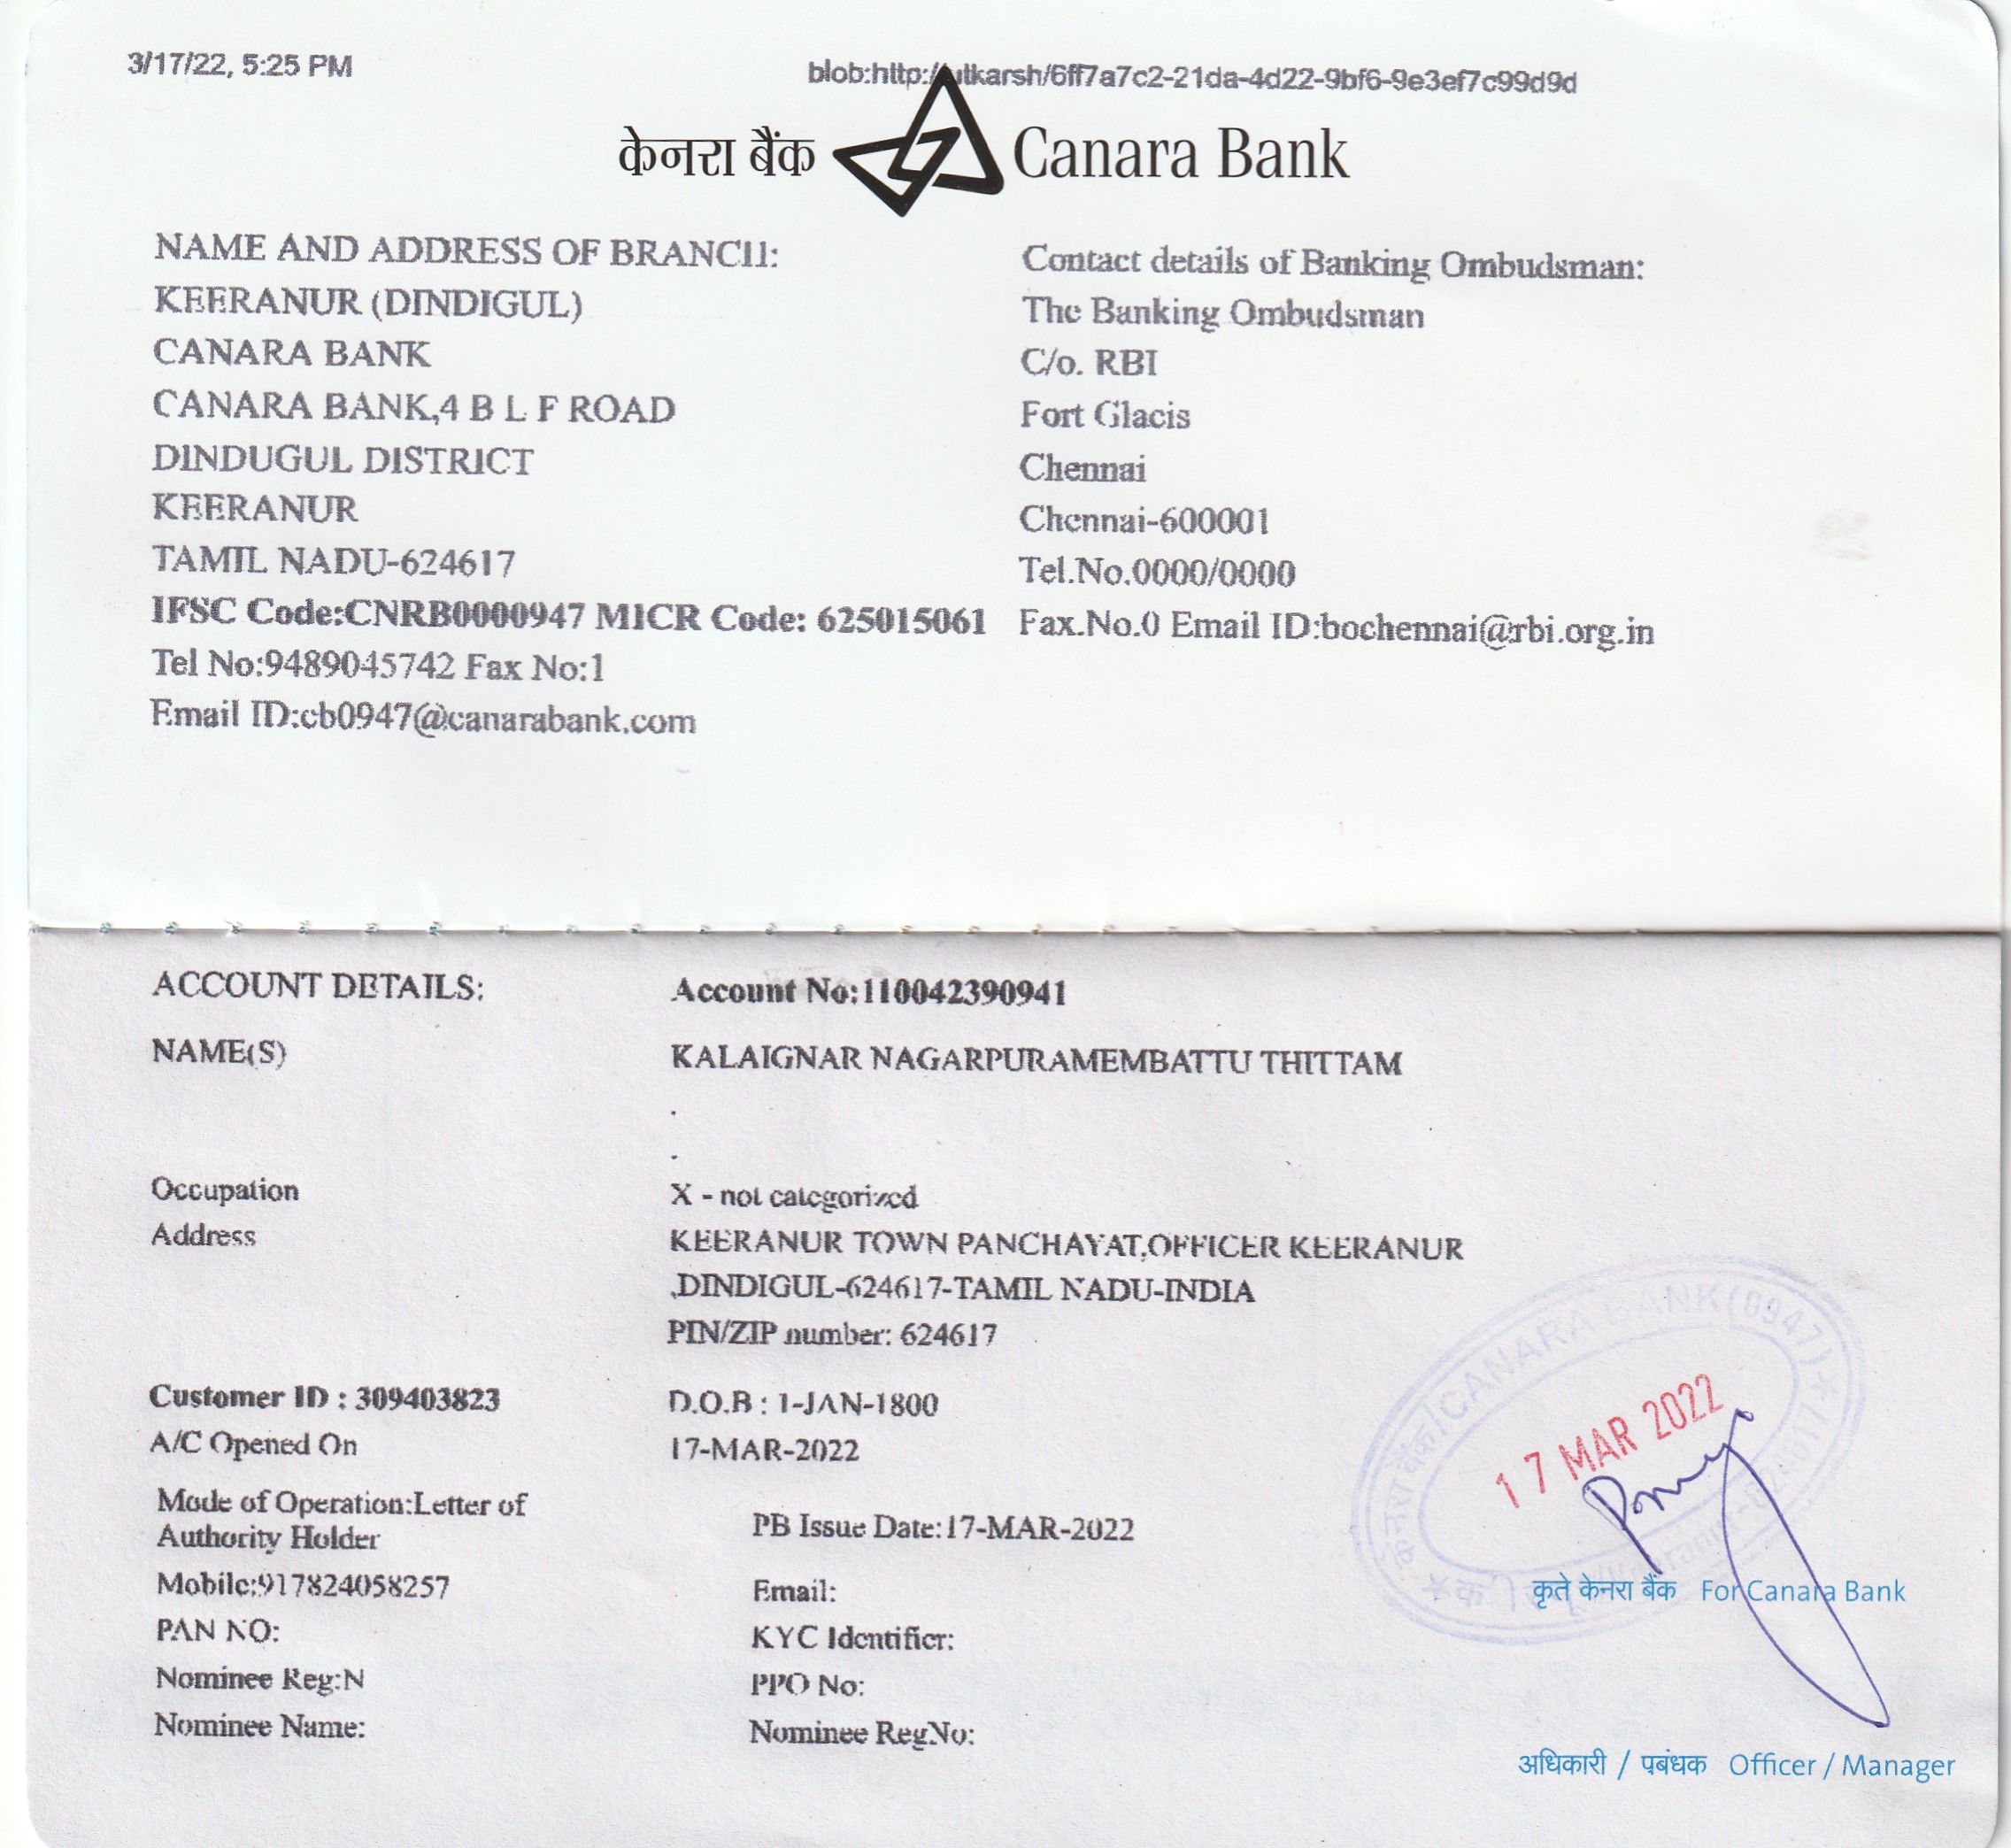 3/17/22, 5:25 PM
blob:http://utkarsh/6ff7a7c2-21da-4d22-9bf6-9e3ef7c99d9d
केनरा बैंक Canara Bank
NAME AND ADDRESS OF BRANCH:
KEERANUR (DINDIGUL)
CANARA BANK
CANARA BANK,4 B L F ROAD
DINDUGUL DISTRICT
KEERANUR
TAMIL NADU-624617
IFSC Code:CNRB0000947 MICR Code: 625015061
Tel No:9489045742 Fax No:1
Email ID:cb0947@canarabank.com
Contact details of Banking Ombudsman:
The Banking Ombudsman
C/o. RBI
Fort Glacis
Chennai
Chennai-600001
Tel.No.0000/0000
Fax.No.0 Email ID:bochennai@rbi.org.in
ACCOUNT DETAILS: Account No:110042390941
NAME(S) KALAIGNAR NAGARPURAMEMBATTU THITTAM
.
.
Occupation X - not categorized
Address KEERANUR TOWN PANCHAYAT,OFFICER KEERANUR
,DINDIGUL-624617-TAMIL NADU-INDIA
PIN/ZIP number: 624617
Customer ID : 309403823 D.O.B : 1-JAN-1800
A/C Opened On 17-MAR-2022
Mode of Operation:Letter of
Authority Holder
PB Issue Date:17-MAR-2022
Mobile:917824058257 Email:
PAN NO: KYC Identifier:
Nominee Reg:N PPO No:
Nominee Name: Nominee RegNo:
केनरा बैंक/CANARA BANK(0947)
17 MAR 2022
कृते केनरा बैंक For Canara Bank
अधिकारी / प्रबंधक Officer / Manager